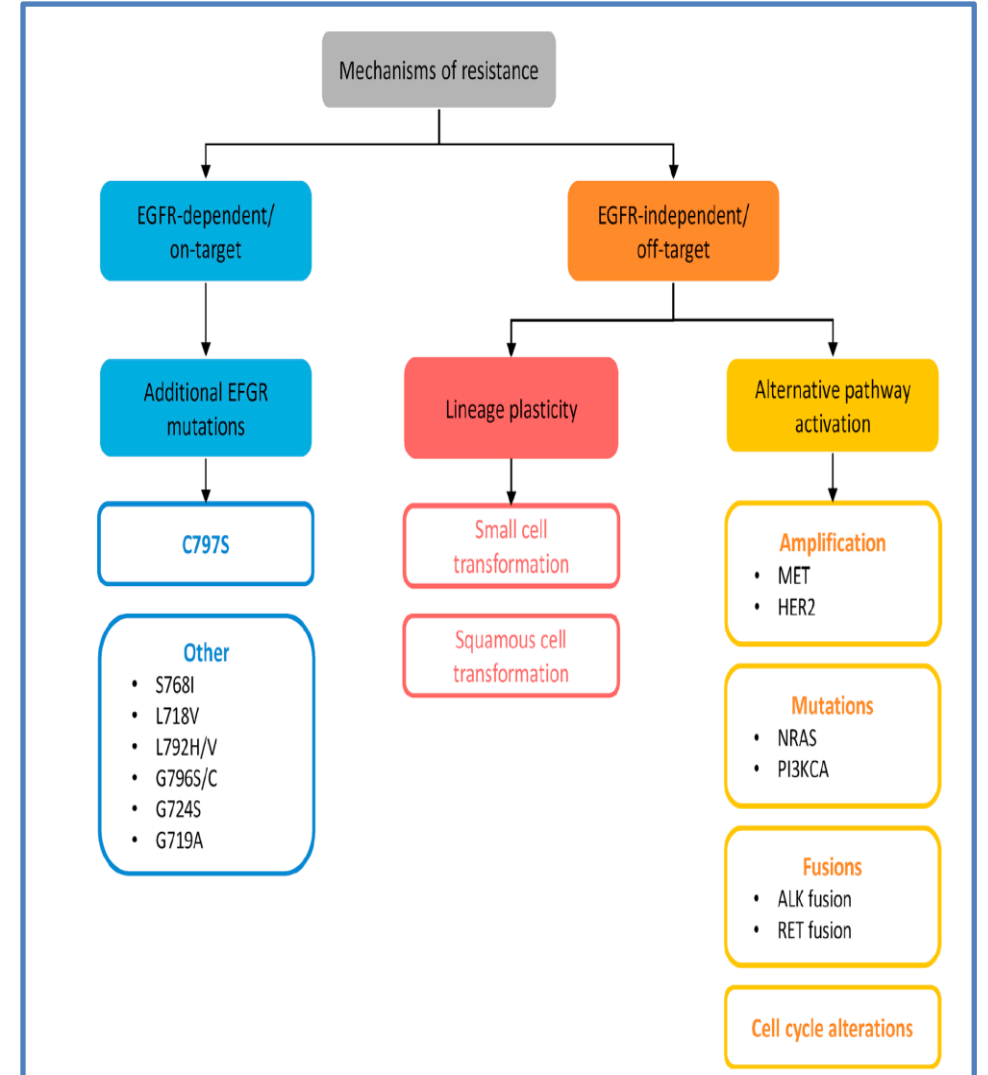 Mechanisms of resistance
EGFR-dependent/
on-target
EGFR-independent/
off-target
Additional EFGR
mutations
Lineage plasticity
Alternative pathway
activation
C797S
Other
• S768I
• L718V
• L792H/V
• G796S/C
• G724S
• G719A
Small cell
transformation
Squamous cell
transformation
Amplification
• MET
• HER2
Mutations
• NRAS
• PI3KCA
Fusions
• ALK fusion
• RET fusion
Cell cycle alterations